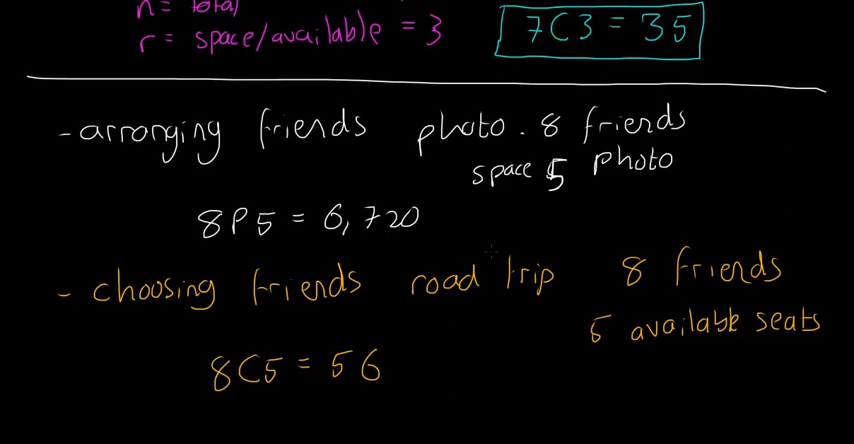 n = total
r = space/available = 3
7C3 = 35
- arranging friends photo. 8 friends
space 5 photo
8P5 = 6,720
- choosing friends road trip 8 friends
5 available seats
8C5 = 56